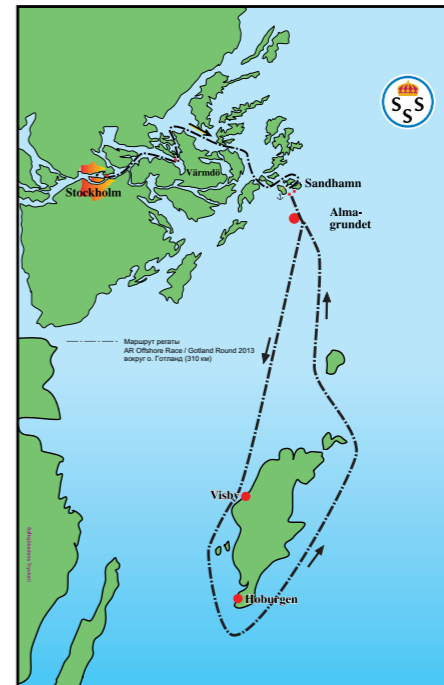 S S
S
Värmdö
Stockholm
Sandhamn
Alma-
grundet
Маршрут регаты
AR Offshore Race / Gotland Round 2013
вокруг о. Готланд (310 км)
Visby
Hoburgen